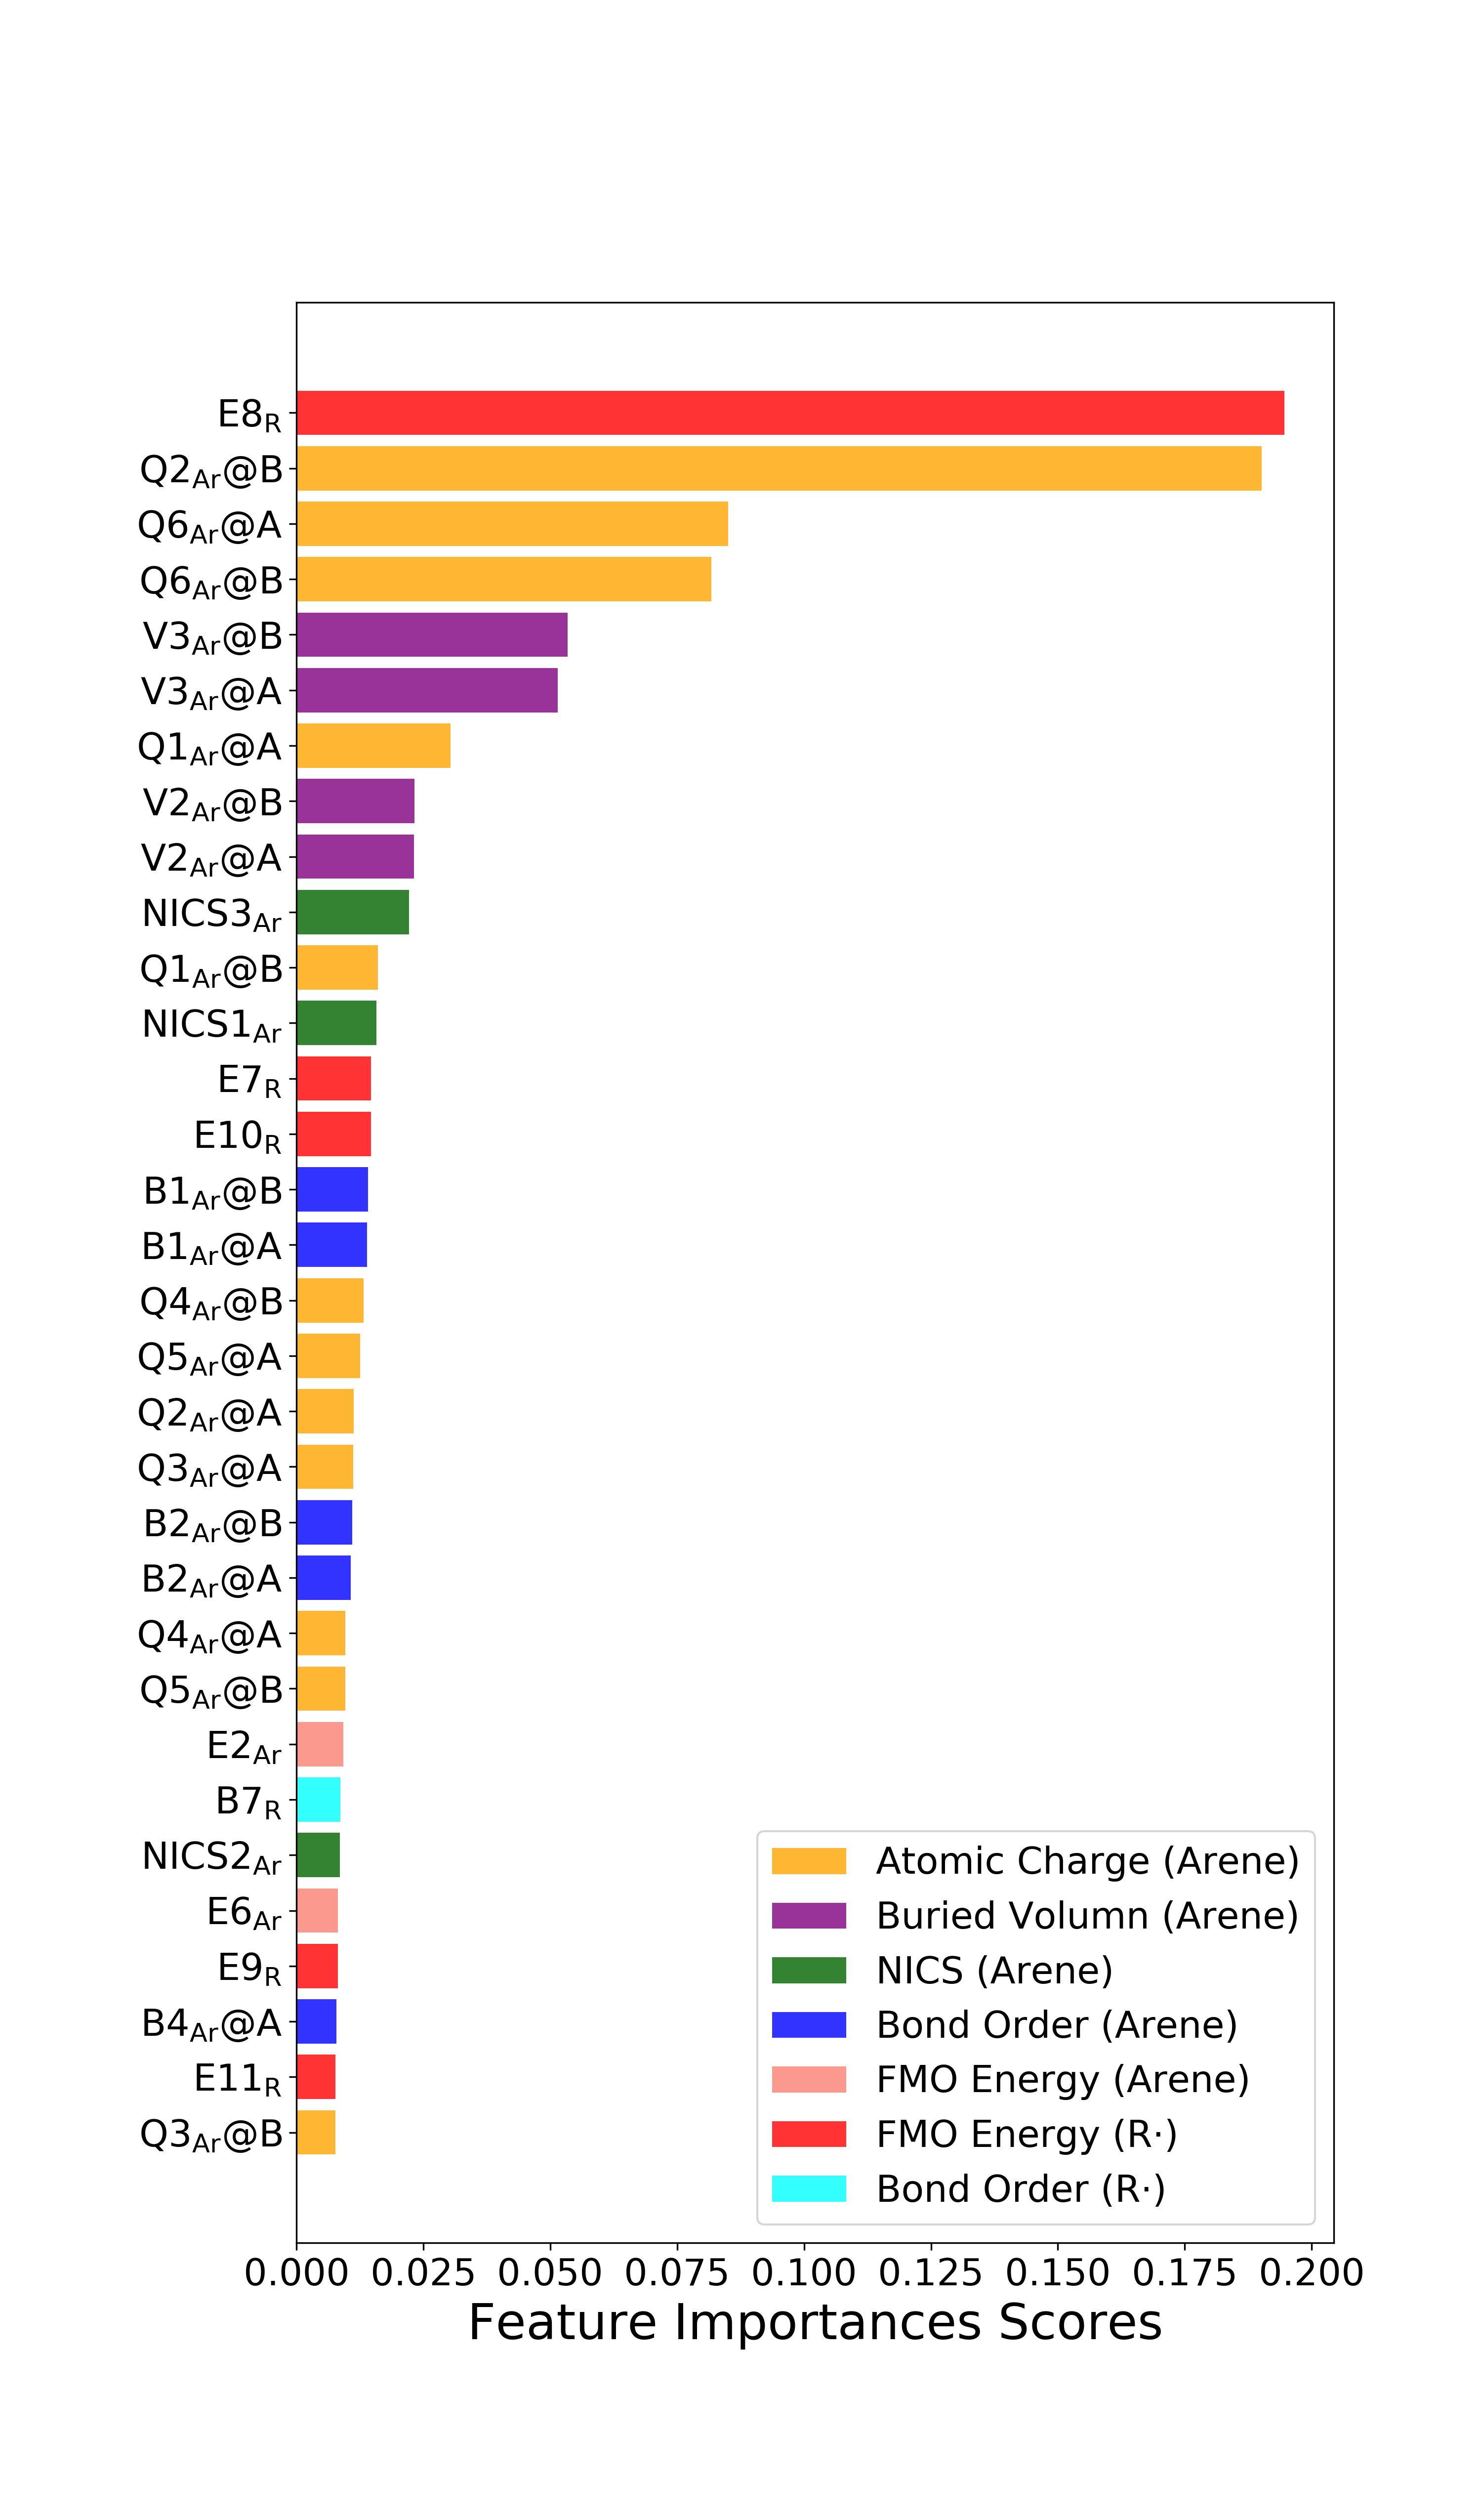 E8R
Q2Ar@B
Q6Ar@A
Q6Ar@B
V3Ar@B
V3Ar@A
Q1Ar@A
V2Ar@B
V2Ar@A
NICS3Ar
Q1Ar@B
NICS1Ar
E7R
E10R
B1Ar@B
B1Ar@A
Q4Ar@B
Q5Ar@A
Q2Ar@A
Q3Ar@A
B2Ar@B
B2Ar@A
Q4Ar@A
Q5Ar@B
E2Ar
B7R
NICS2Ar
E6Ar
E9R
B4Ar@A
E11R
Q3Ar@B
Atomic Charge (Arene)
Buried Volumn (Arene)
NICS (Arene)
Bond Order (Arene)
FMO Energy (Arene)
FMO Energy (R·)
Bond Order (R·)
0.000 0.025 0.050 0.075 0.100 0.125 0.150 0.175 0.200
Feature Importances Scores